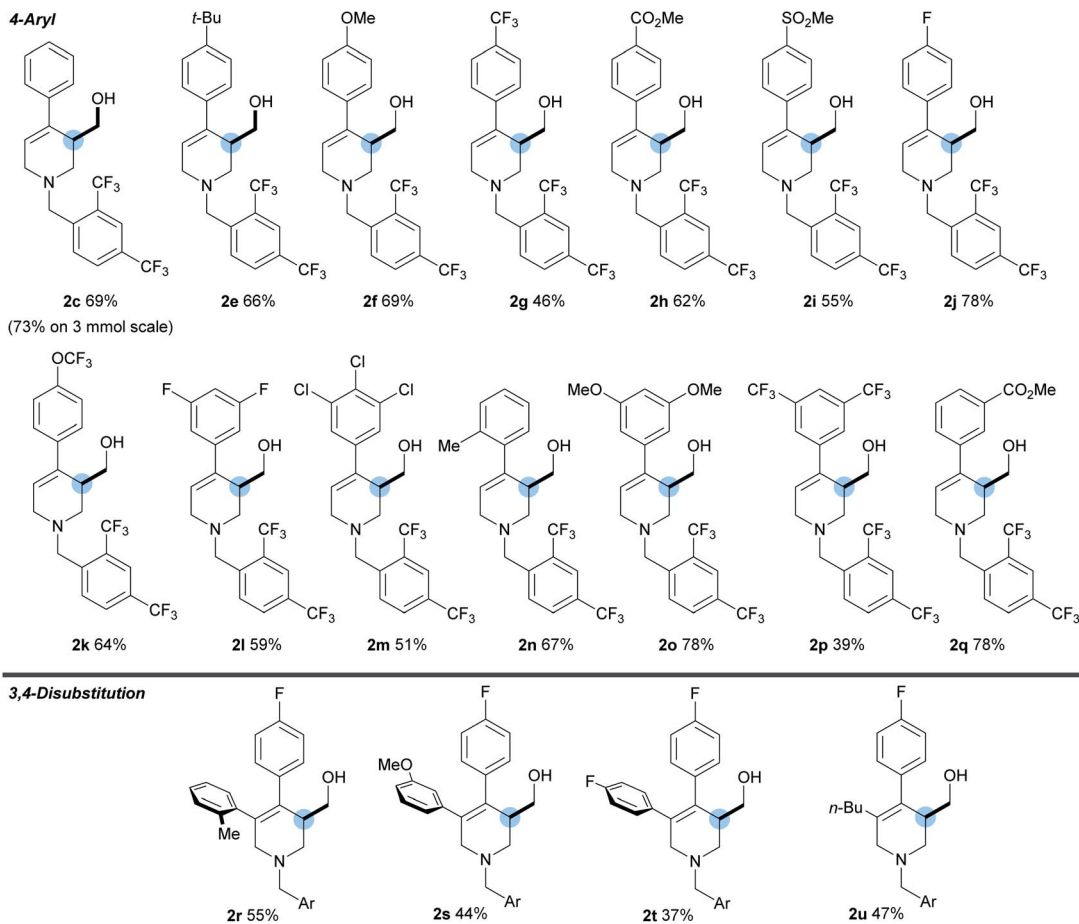 4-Aryl
t-Bu
OMe
CF3
CO2Me
SO2Me
F
OH
OH
OH
OH
OH
OH
OH
N
N
N
N
N
N
N
CF3
CF3
CF3
CF3
CF3
CF3
CF3
CF3
CF3
CF3
CF3
CF3
CF3
CF3
2c 69%
2e 66%
2f 69%
2g 46%
2h 62%
2i 55%
2j 78%
(73% on 3 mmol scale)
OCF3
F
F
Cl
Cl
Cl
Me
MeO
OMe
CF3
CF3
CO2Me
OH
OH
OH
OH
OH
OH
OH
N
N
N
N
N
N
N
CF3
CF3
CF3
CF3
CF3
CF3
CF3
CF3
CF3
CF3
CF3
CF3
CF3
CF3
2k 64%
2l 59%
2m 51%
2n 67%
2o 78%
2p 39%
2q 78%
3,4-Disubstitution
F
F
F
F
Me
MeO
F
n-Bu
OH
OH
OH
OH
N
N
N
N
Ar
Ar
Ar
Ar
2r 55%
2s 44%
2t 37%
2u 47%